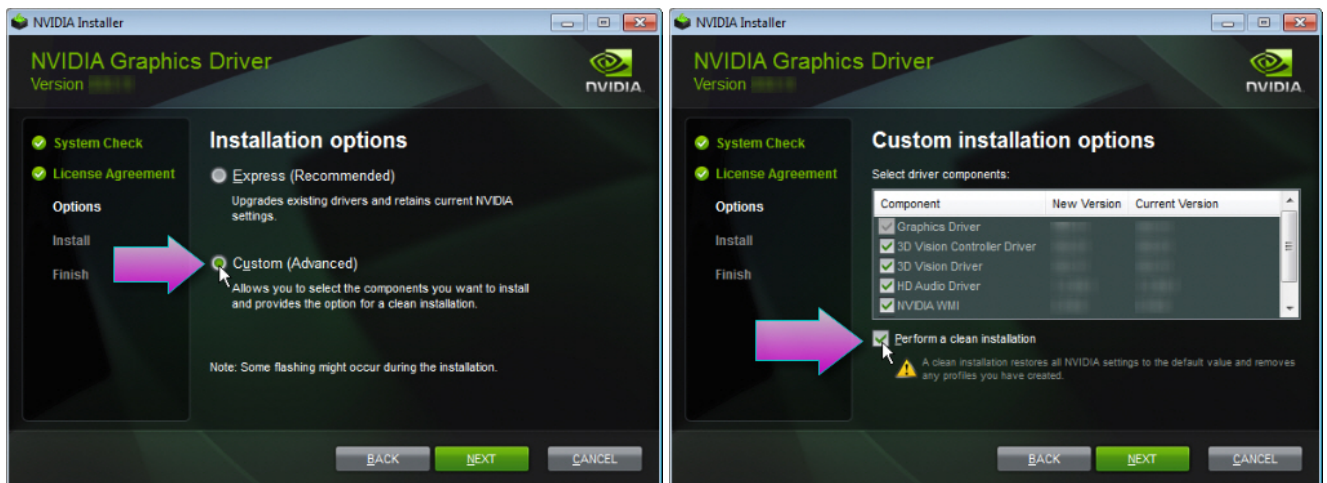 NVIDIA Installer
NVIDIA Graphics Driver
Version
NVIDIA.
System Check
License Agreement
Options
Install
Finish
Installation options
Express (Recommended)
Upgrades existing drivers and retains current NVIDIA
settings.
Custom (Advanced)
Allows you to select the components you want to install
and provides the option for a clean installation.
Note: Some flashing might occur during the installation.
BACK
NEXT
CANCEL
NVIDIA Installer
NVIDIA Graphics Driver
Version
NVIDIA.
System Check
License Agreement
Options
Install
Finish
Custom installation options
Select driver components:
Component New Version Current Version
Graphics Driver
3D Vision Controller Driver
3D Vision Driver
HD Audio Driver
NVIDIA WMI
Perform a clean installation
A clean installation restores all NVIDIA settings to the default value and removes
any profiles you have created.
BACK
NEXT
CANCEL